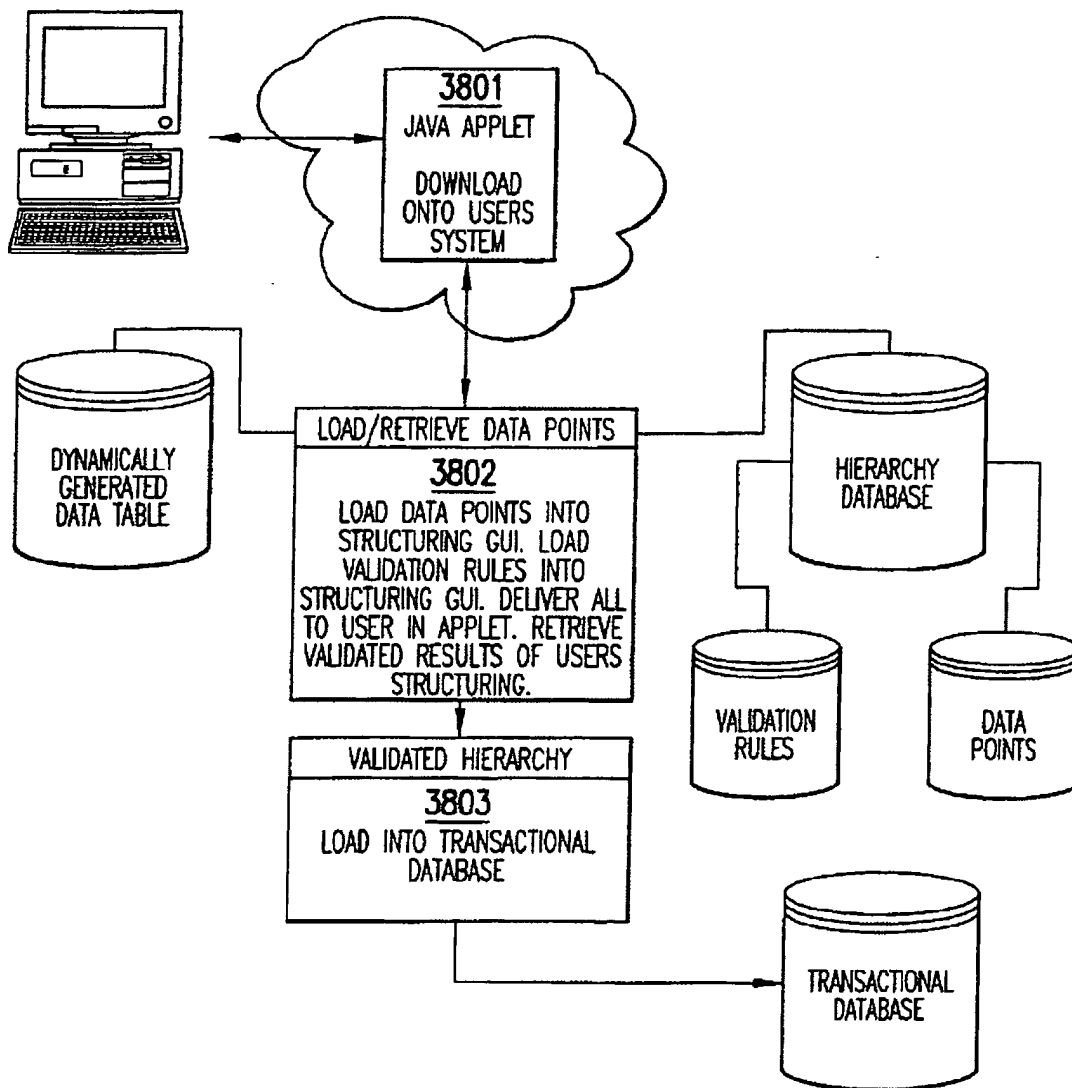 3801
JAVA APPLET
DOWNLOAD
ONTO USERS
SYSTEM
DYNAMICALLY
GENERATED
DATA TABLE
LOAD/RETRIEVE DATA POINTS
3802
LOAD DATA POINTS INTO
STRUCTURING GUI. LOAD
VALIDATION RULES INTO
STRUCTURING GUI. DELIVER ALL
TO USER IN APPLET. RETRIEVE
VALIDATED RESULTS OF USERS
STRUCTURING.
HIERARCHY
DATABASE
VALIDATION
RULES
DATA
POINTS
VALIDATED HIERARCHY
3803
LOAD INTO TRANSACTIONAL
DATABASE
TRANSACTIONAL
DATABASE